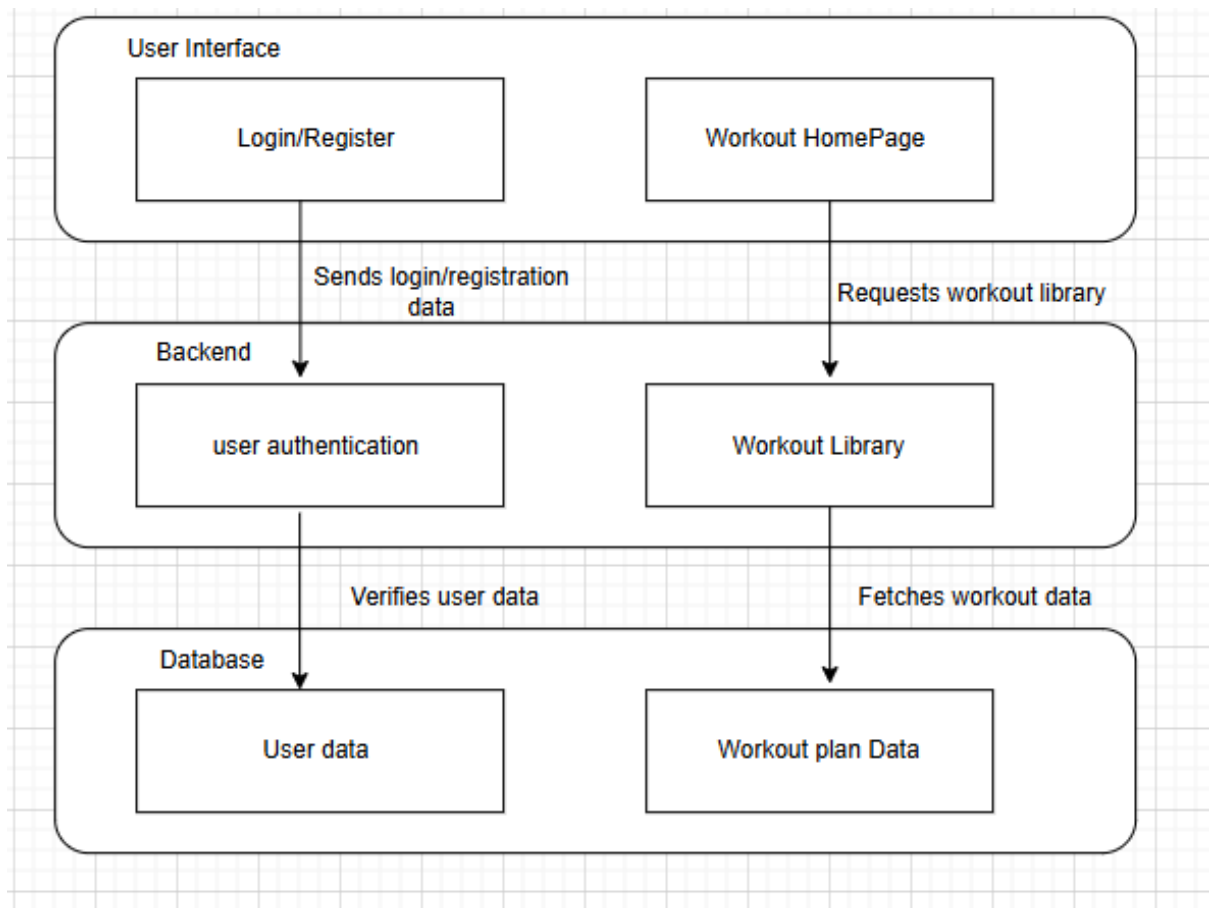 User Interface
Login/Register
Workout HomePage
Sends login/registration
data
Requests workout library
Backend
user authentication
Workout Library
Verifies user data
Fetches workout data
Database
User data
Workout plan Data